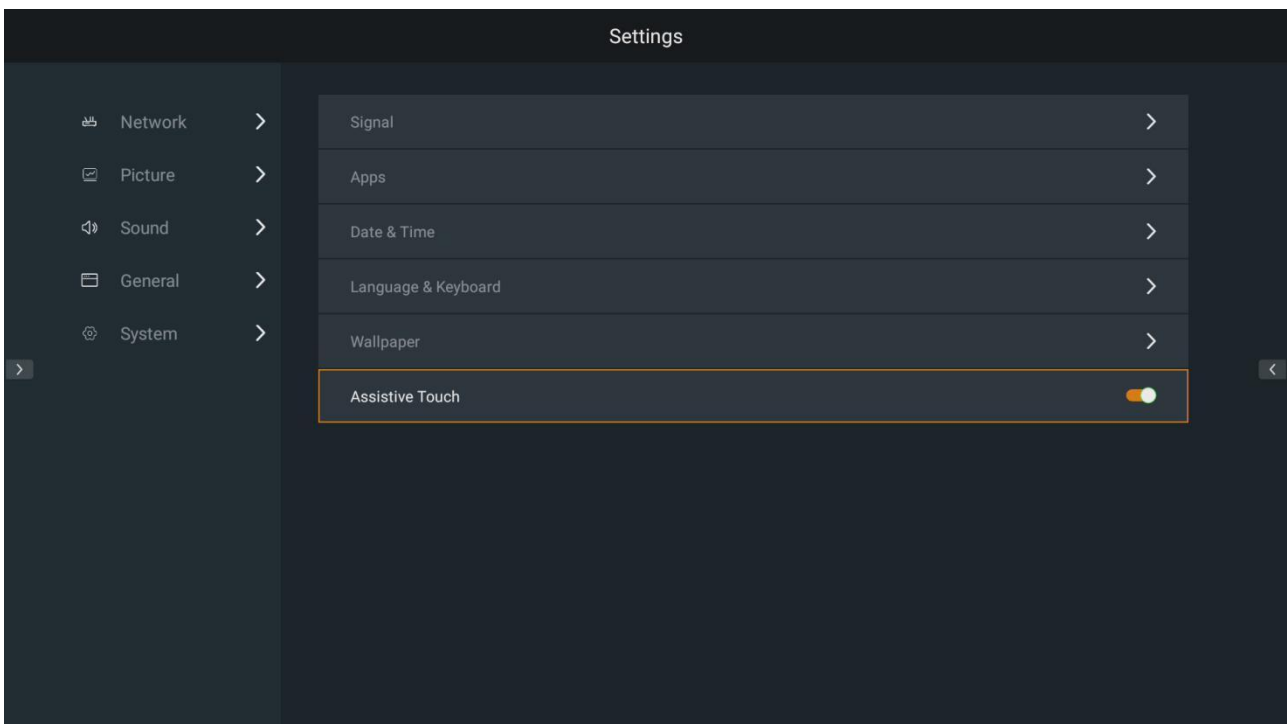 Settings
Network
Picture
Sound
General
System
Signal
Apps
Date & Time
Language & Keyboard
Wallpaper
Assistive Touch